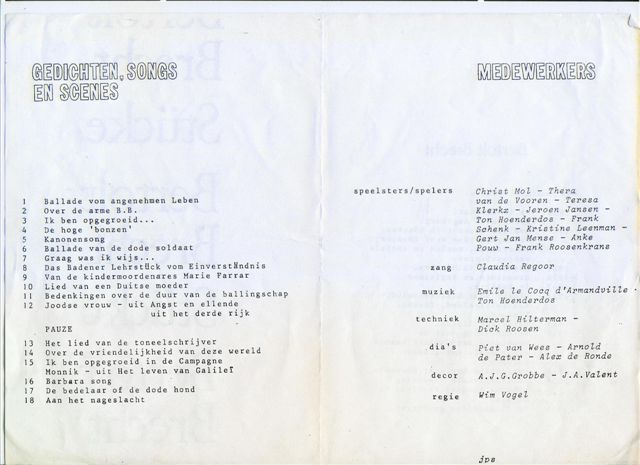 GEDICHTEN, SONGS
EN SCENES
1 Ballade vom angenehmen Leben
2 Over de arme B.B.
3 Ik ben opgegroeid...
4 De hoge 'bonzen'
5 Kanonensong
6 Ballade van de dode soldaat
7 Graag was ik wijs...
8 Das Badener Lehrstück vom Einverständnis
9 Van de kindermoordenares Marie Farrar
10 Lied van een Duitse moeder
11 Bedenkingen over de duur van de ballingschap
12 Joodse vrouw - uit Angst en ellende
uit het derde rijk
PAUZE
13 Het lied van de toneelschrijver
14 Over de vriendelijkheid van deze wereld
15 Ik ben opgegroeid in de Campagne
Monnik - uit Het leven van Galileï
16 Barbara song
17 De bedelaar of de dode hond
18 Aan het nageslacht
MEDEWERKERS
speelsters/spelers Christ Mol - Thera
van de Vooren - Teresa
Klerkx - Jeroen Jansen -
Ton Hoenderdos - Frank
Schenk - Kristine Leenman -
Gert Jan Mense - Anke
Pouw - Frank Roosenkrans
zang Claudia Regoor
muziek Emile le Cocq d'Armandville -
Ton Hoenderdos
techniek Marcel Hilterman -
Dick Roosen
dia's Piet van Wees - Arnold
de Pater - Alex de Ronde
decor A.J.G.Grobbe - J.A.Valent
regie Wim Vogel
jps